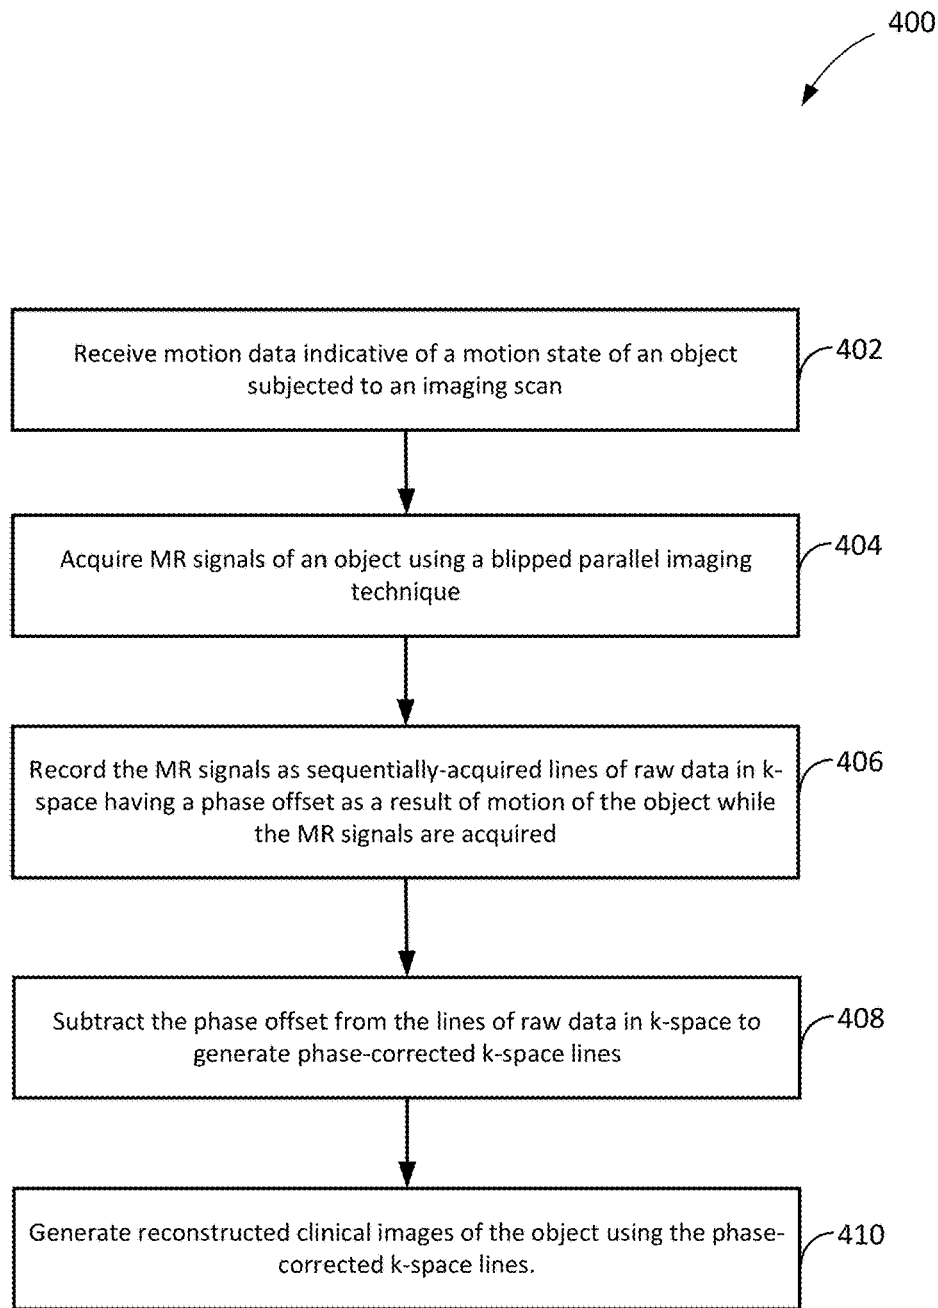 400
Receive motion data indicative of a motion state of an object
subjected to an imaging scan
402
Acquire MR signals of an object using a blipped parallel imaging
technique
404
Record the MR signals as sequentially-acquired lines of raw data in k-
space having a phase offset as a result of motion of the object while
the MR signals are acquired
406
Subtract the phase offset from the lines of raw data in k-space to
generate phase-corrected k-space lines
408
Generate reconstructed clinical images of the object using the phase-
corrected k-space lines.
410